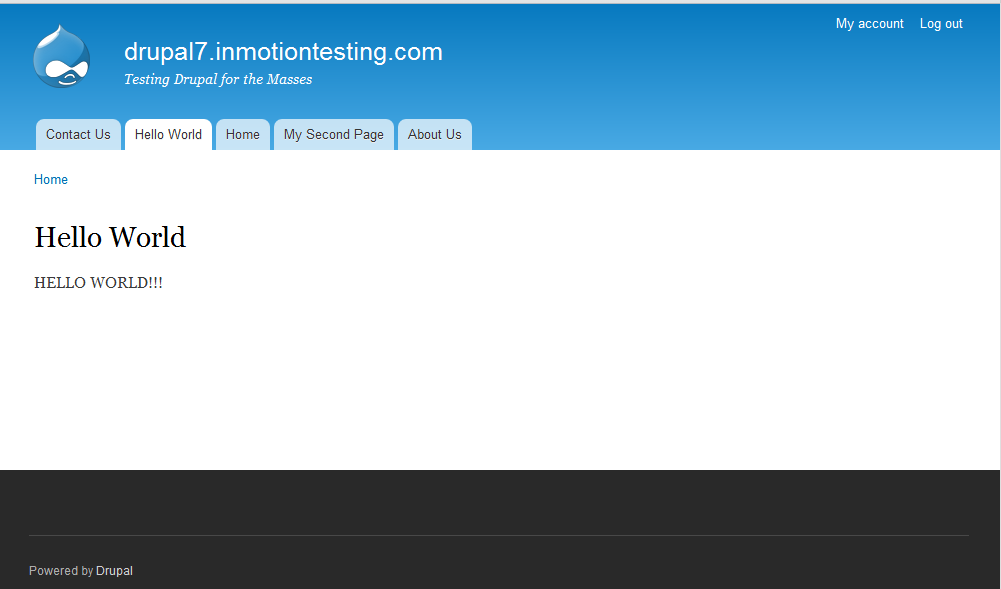 My account Log out
drupal7.inmotiontesting.com
Testing Drupal for the Masses
Contact Us Hello World Home My Second Page About Us
Home
Hello World
HELLO WORLD!!!
Powered by Drupal